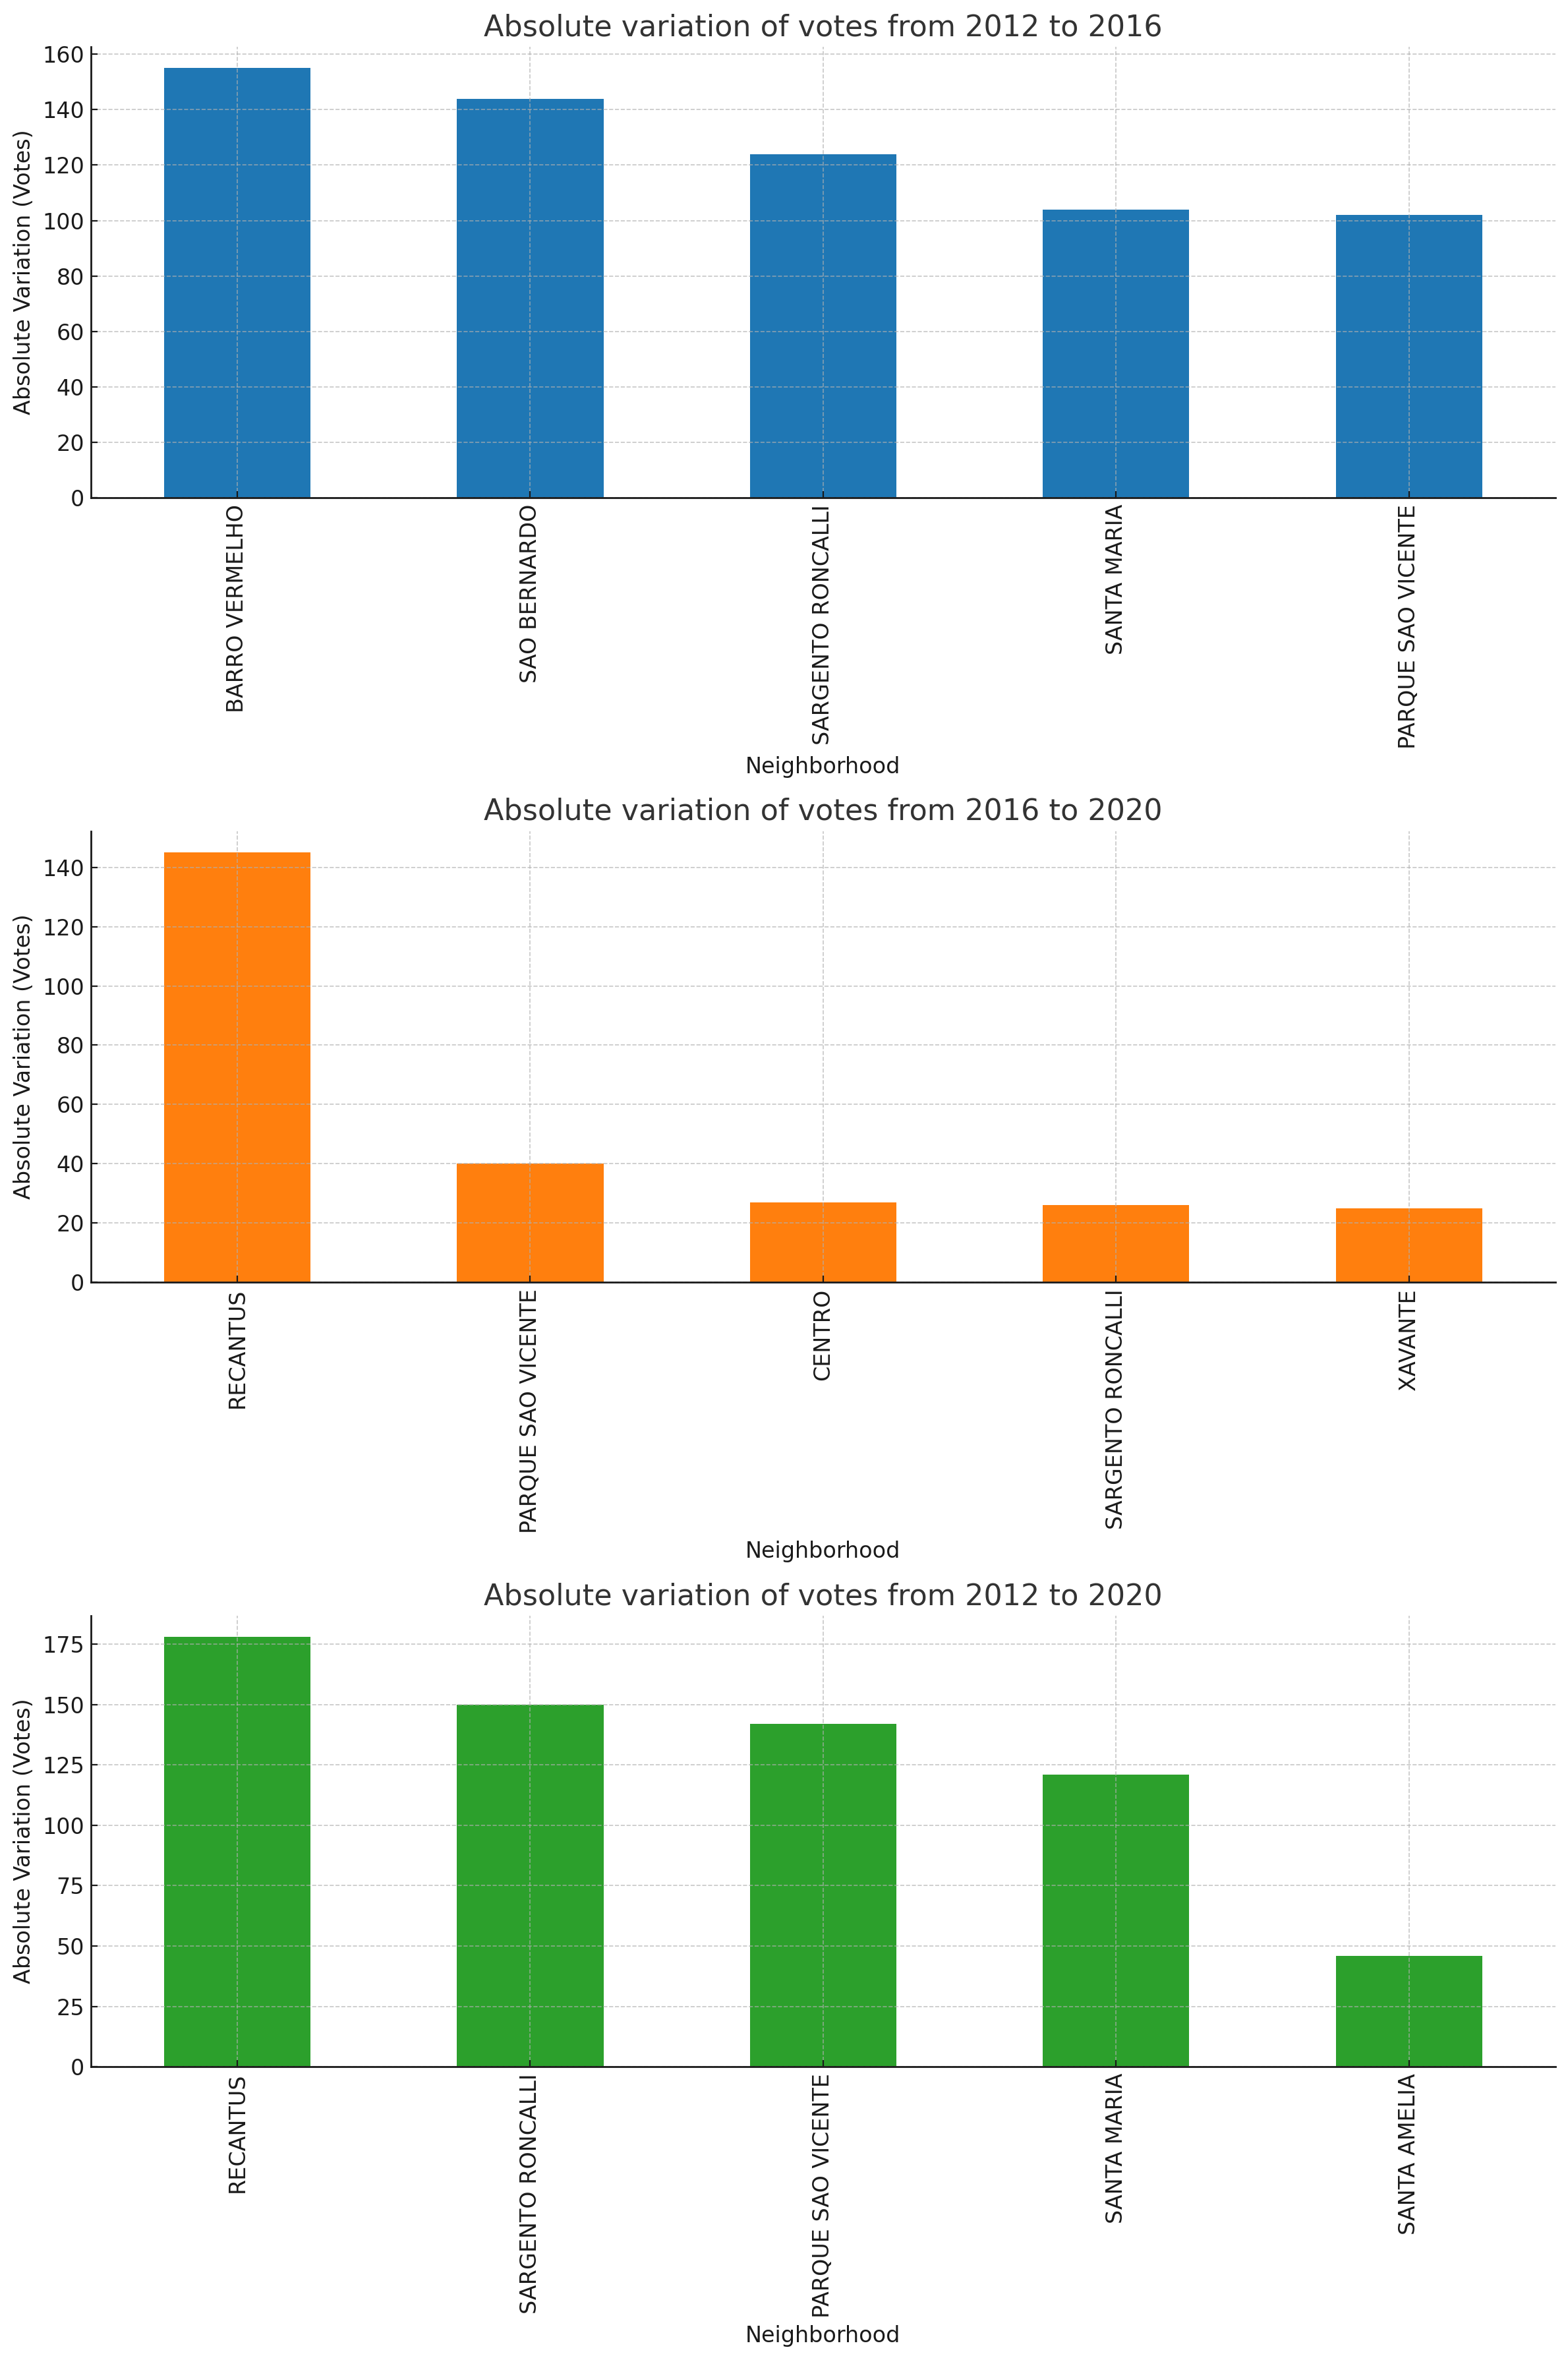 Absolute variation of votes from 2012 to 2016
Absolute Variation (Votes)
160
140
120
100
80
60
40
20
0
BARRO VERMELHO
SAO BERNARDO
SARGENTO RONCALLI
SANTA MARIA
PARQUE SAO VICENTE
Neighborhood
Absolute variation of votes from 2016 to 2020
Absolute Variation (Votes)
140
120
100
80
60
40
20
0
RECANTUS
PARQUE SAO VICENTE
CENTRO
SARGENTO RONCALLI
XAVANTE
Neighborhood
Absolute variation of votes from 2012 to 2020
Absolute Variation (Votes)
175
150
125
100
75
50
25
0
RECANTUS
SARGENTO RONCALLI
PARQUE SAO VICENTE
SANTA MARIA
SANTA AMELIA
Neighborhood